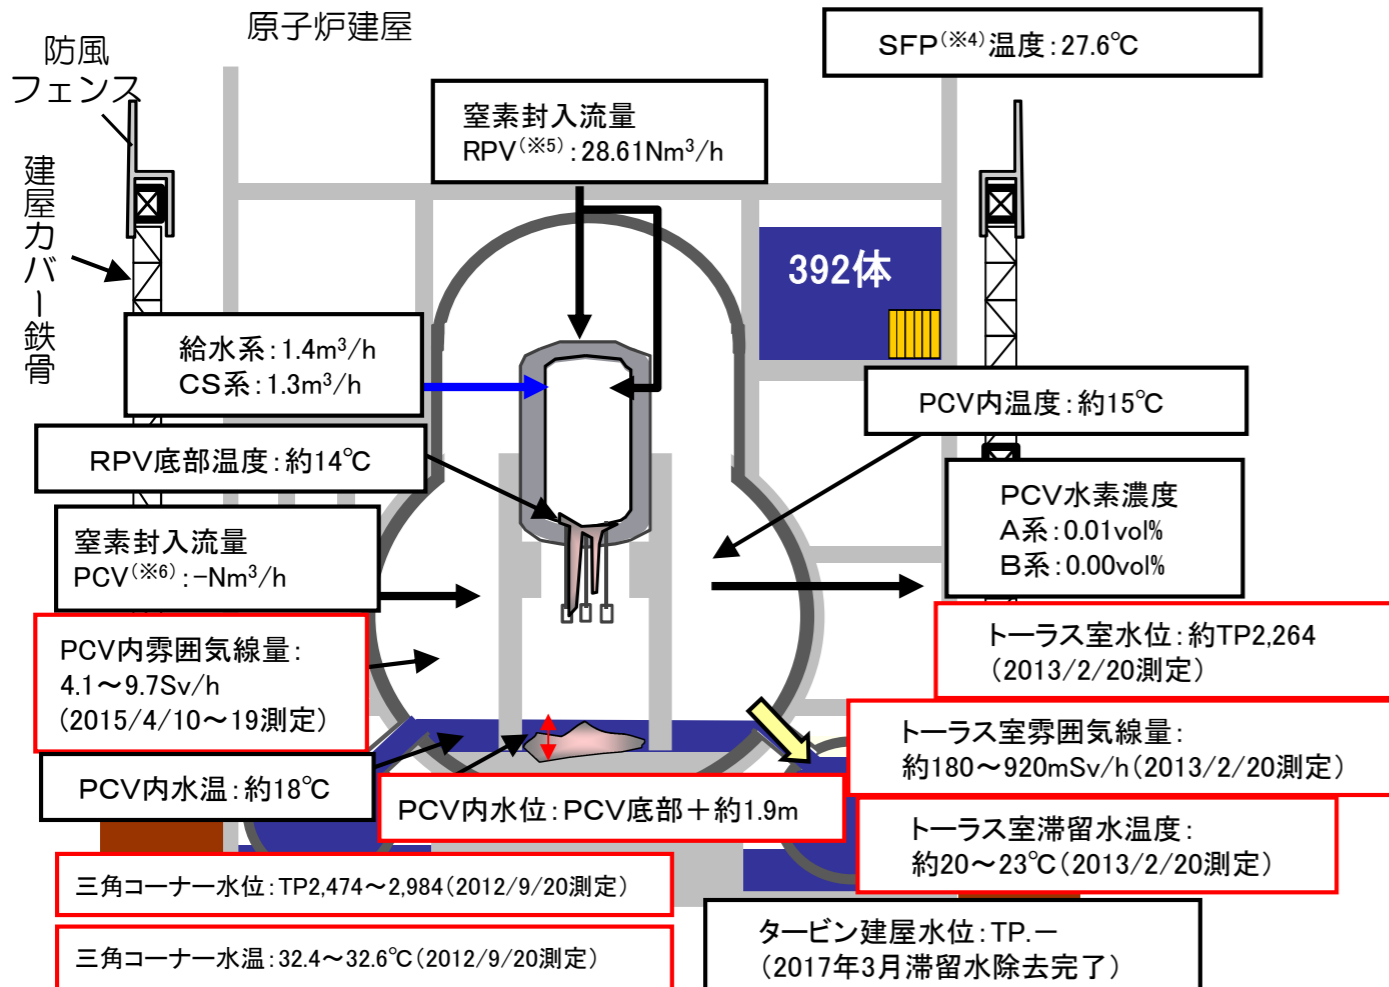 原子炉建屋
防風
フェンス
建屋カバー鉄骨
SFP(※4)温度:27.6℃
窒素封入流量
RPV(※5):28.61Nm³/h
392体
給水系:1.4m³/h
CS系:1.3m³/h
PCV内温度:約15℃
RPV底部温度:約14℃
PCV水素濃度
A系:0.01vol%
B系:0.00vol%
窒素封入流量
PCV(※6):-Nm³/h
PCV内雰囲気線量:
4.1~9.7Sv/h
(2015/4/10~19測定)
トーラス室水位:約TP2,264
(2013/2/20測定)
トーラス室雰囲気線量:
約180~920mSv/h(2013/2/20測定)
PCV内水温:約18℃
PCV内水位:PCV底部+約1.9m
トーラス室滞留水温度:
約20~23℃(2013/2/20測定)
三角コーナー水位:TP2,474~2,984(2012/9/20測定)
三角コーナー水温:32.4~32.6℃(2012/9/20測定)
タービン建屋水位:TP.-
(2017年3月滞留水除去完了)